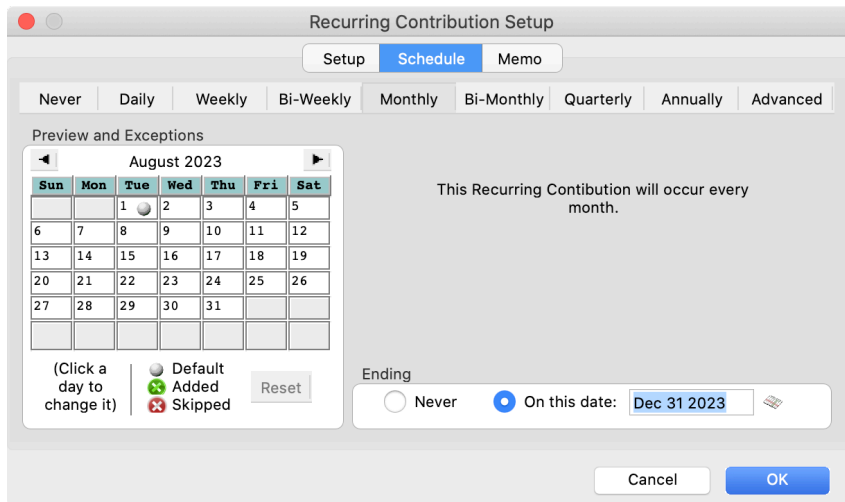 Recurring Contribution Setup
Setup Schedule Memo
Never Daily Weekly Bi-Weekly Monthly Bi-Monthly Quarterly Annually Advanced
Preview and Exceptions
August 2023
Sun Mon Tue Wed Thu Fri Sat
1 2 3 4 5
6 7 8 9 10 11 12
13 14 15 16 17 18 19
20 21 22 23 24 25 26
27 28 29 30 31
(Click a
day to
change it)
Default
Added
Skipped
Reset
This Recurring Contibution will occur every
month.
Ending
Never On this date: Dec 31 2023
Cancel OK